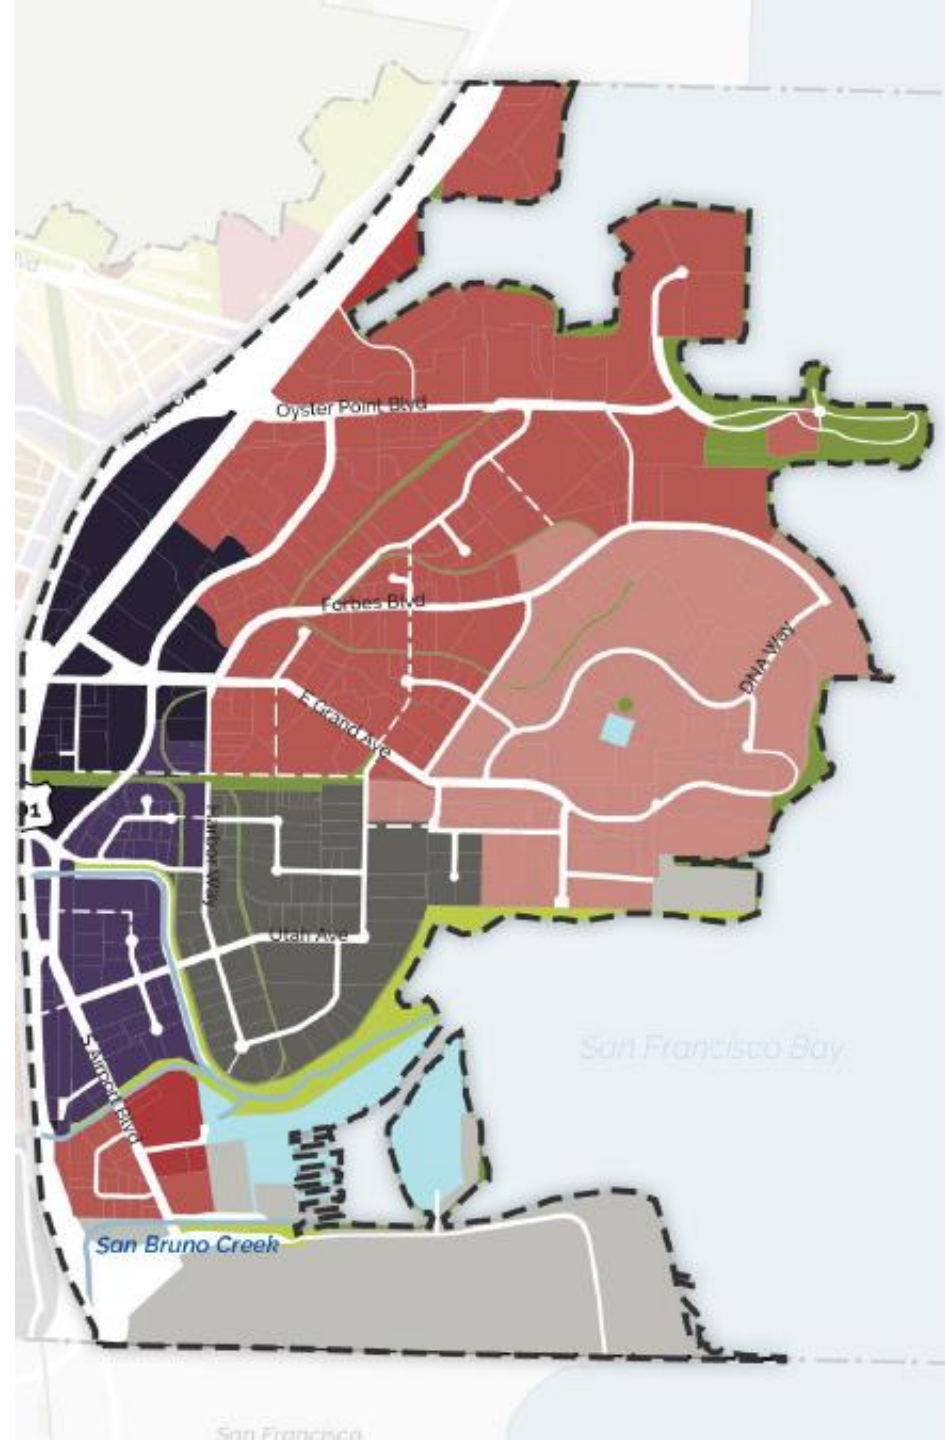 Oyster Point Blvd
Forbes Blvd
DNA Way
E Grand Ave
Harbor Way
Utah Ave
S Airport Blvd
San Francisco Bay
San Bruno Creek
San Francisco